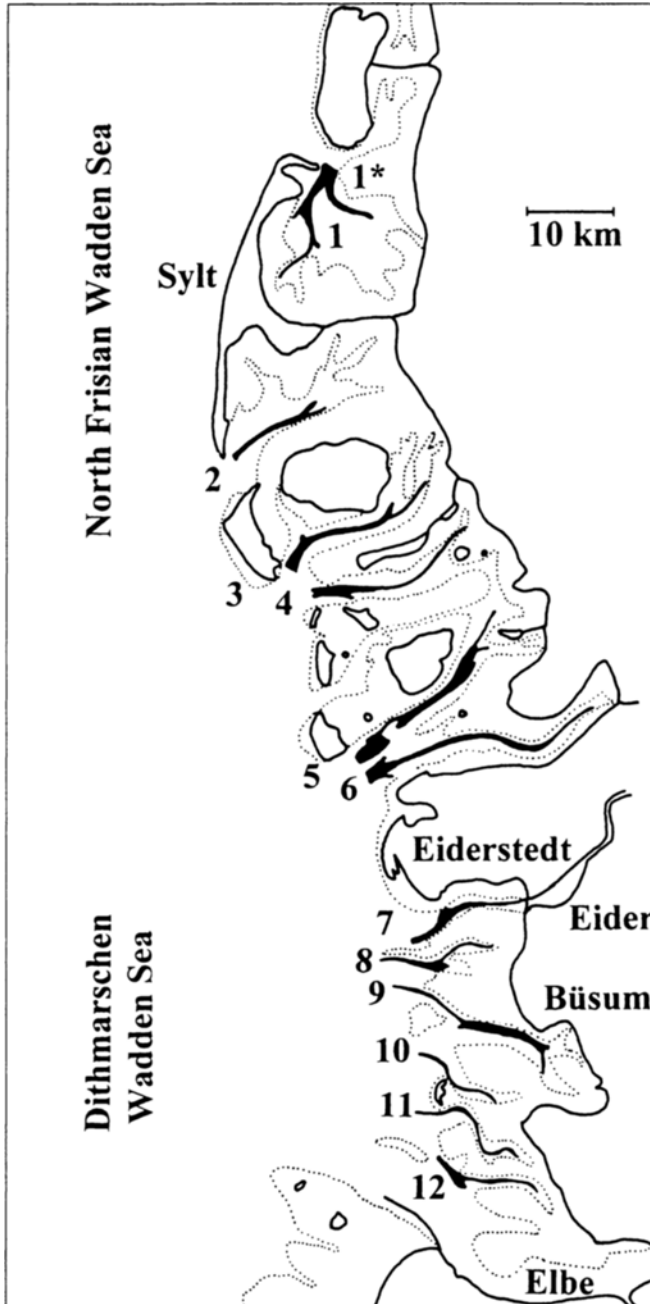 North Frisian Wadden Sea
1*
10 km
1
Sylt
2
3
4
5
6
Eiderstedt
7
Eider
8
9
Büsum
Dithmarschen
Wadden Sea
10
11
12
Elbe